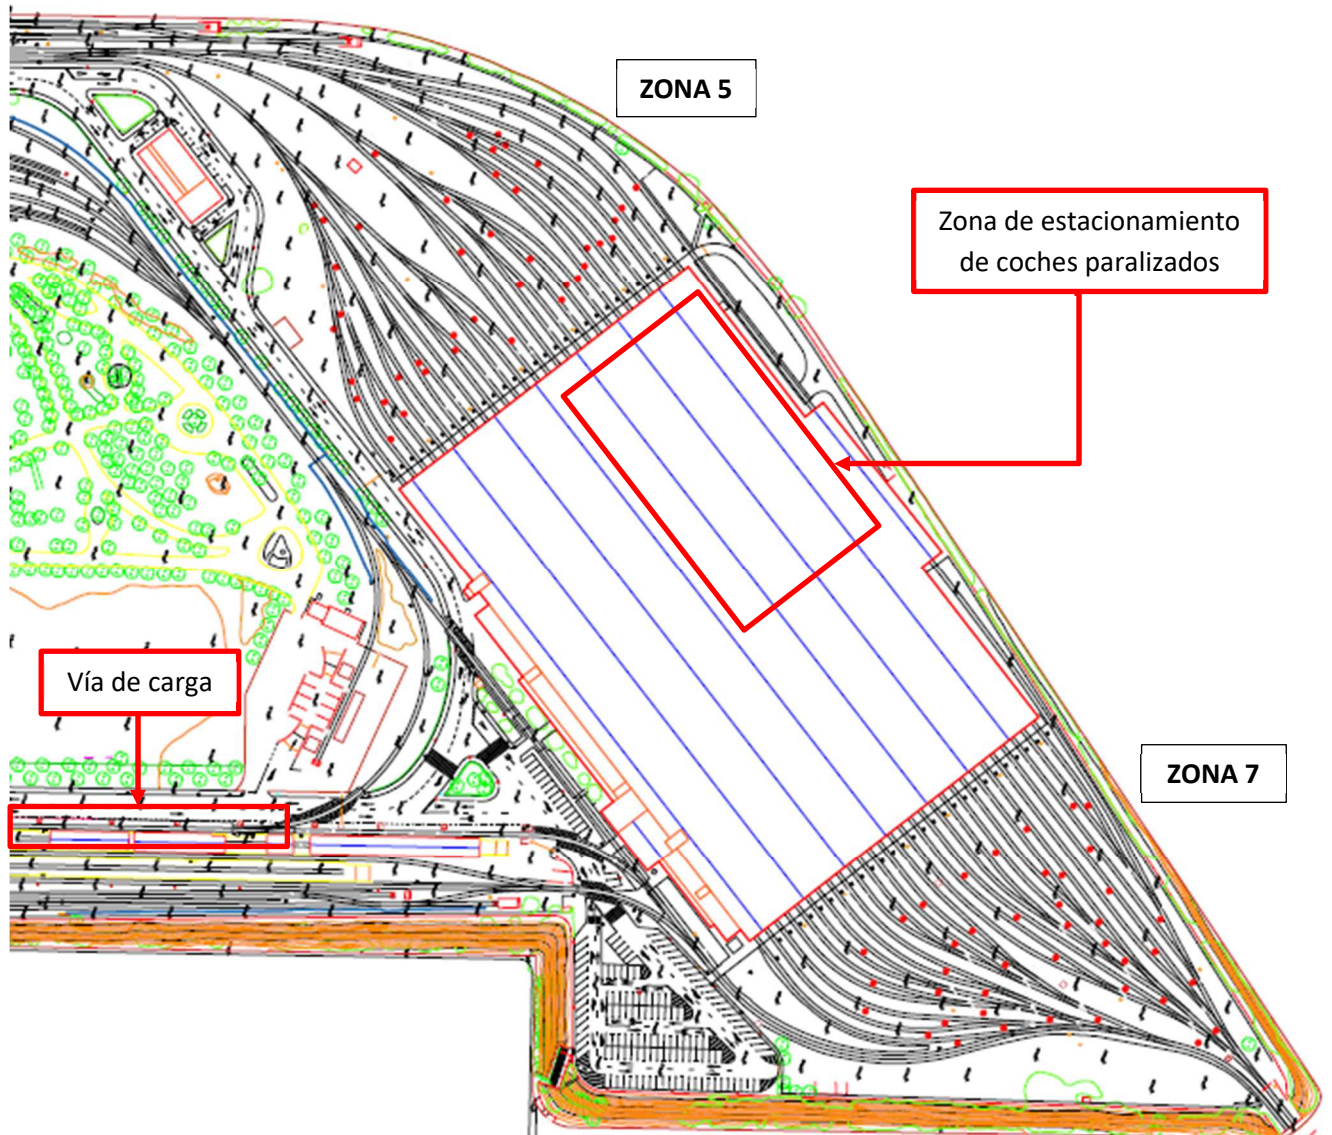 ZONA 5
Zona de estacionamiento
de coches paralizados
Vía de carga
ZONA 7